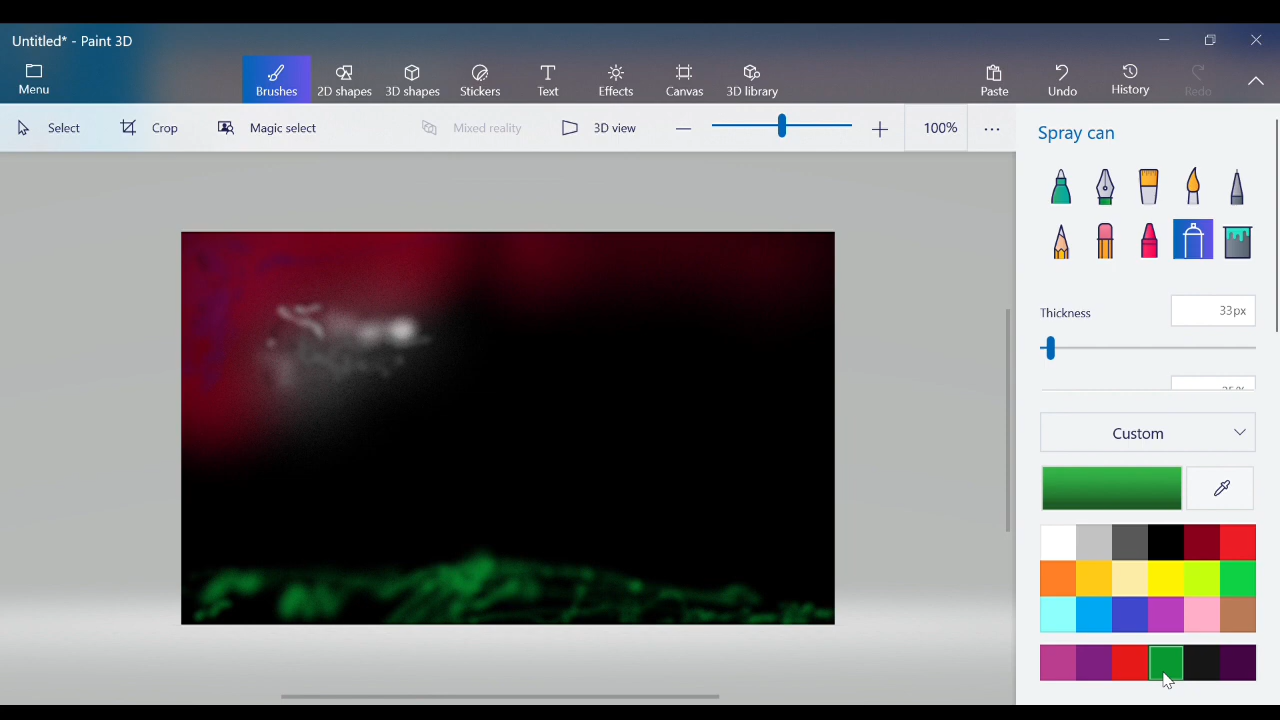 Untitled* - Paint 3D
Menu
Brushes
2D shapes
3D shapes
Stickers
Text
Effects
Canvas
3D library
Paste
Undo
History
Redo
Select
Crop
Magic select
Mixed reality
3D view
100%
Spray can
Thickness
33px
Custom